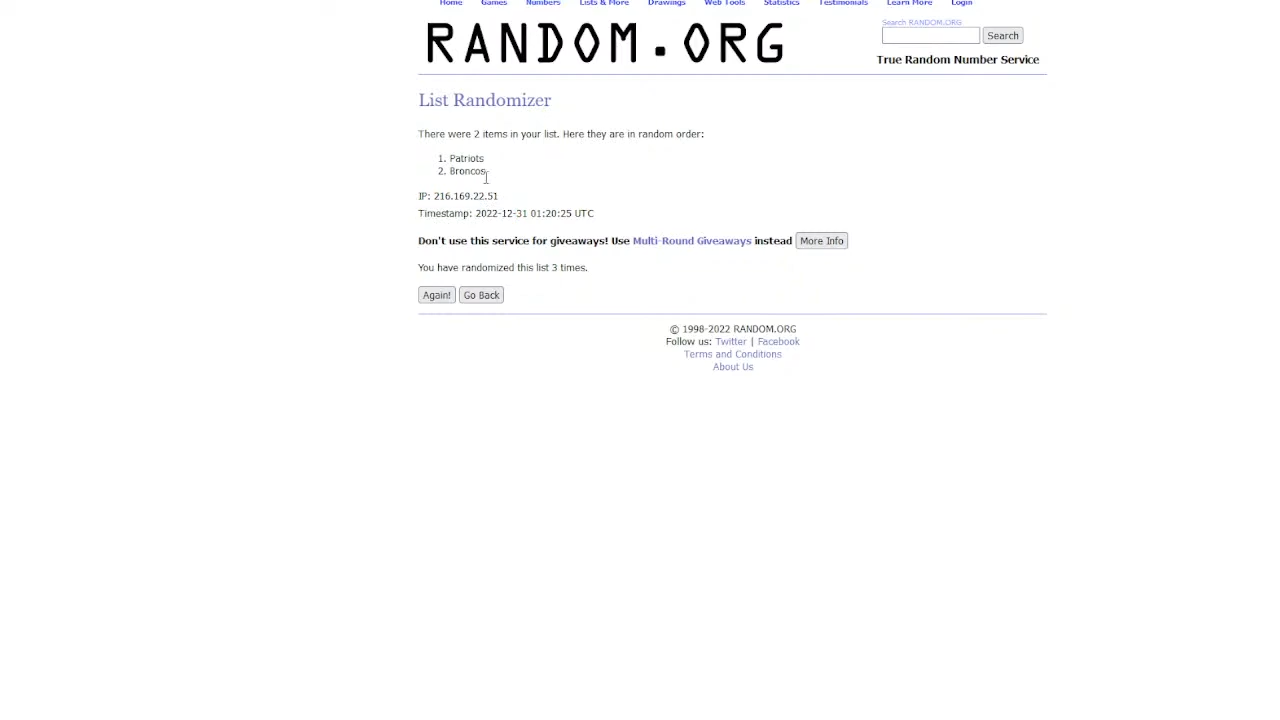 Home Games Numbers Lists & More Drawings Web Tools Statistics Testimonials Learn More Login
RANDOM.ORG
Search RANDOM.ORG
Search
True Random Number Service
List Randomizer
There were 2 items in your list. Here they are in random order:
1. Patriots
2. Broncos
IP: 216.169.22.51
Timestamp: 2022-12-31 01:20:25 UTC
Don't use this service for giveaways! Use Multi-Round Giveaways instead More Info
You have randomized this list 3 times.
Again! Go Back
© 1998-2022 RANDOM.ORG
Follow us: Twitter | Facebook
Terms and Conditions
About Us